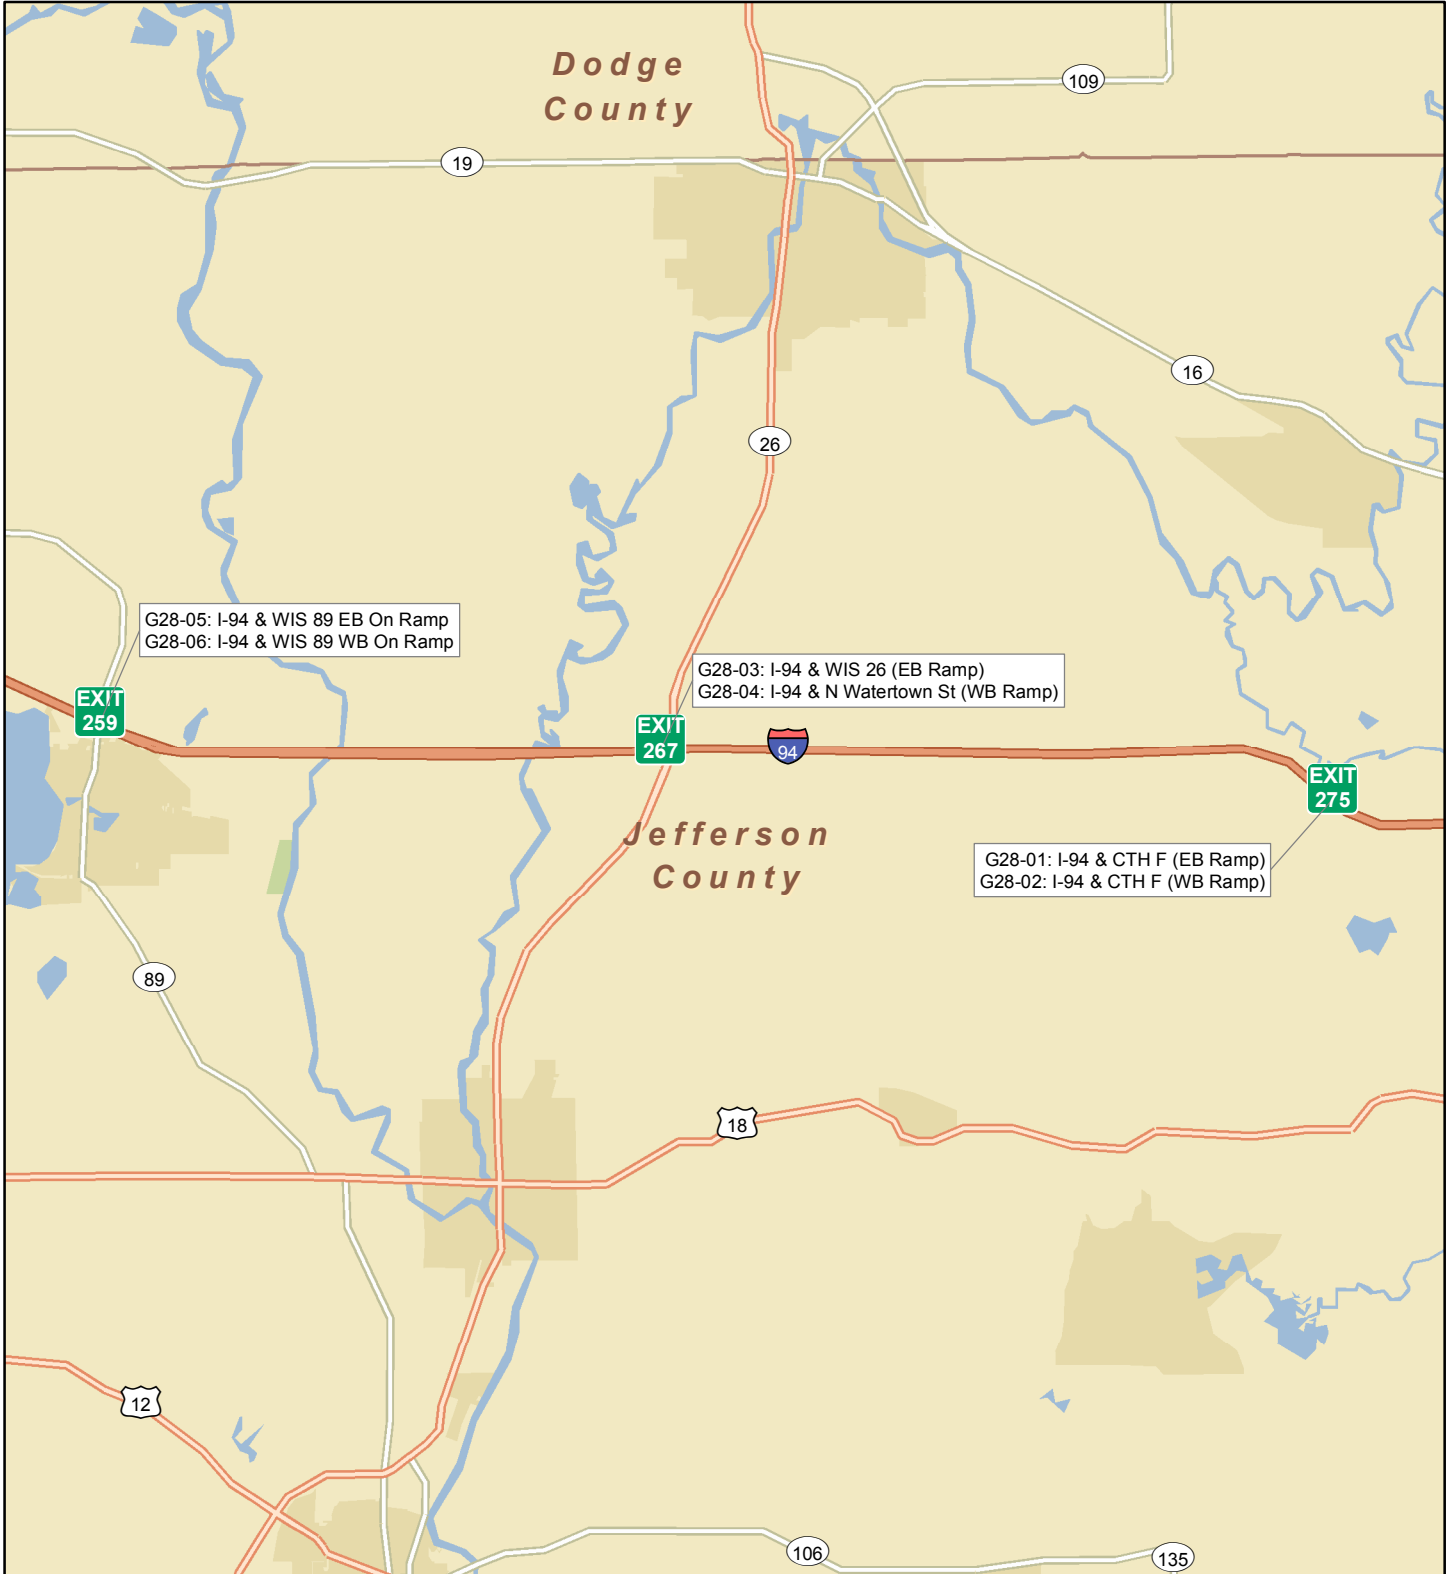 Dodge
County
109
19
16
26
G28-05: I-94 & WIS 89 EB On Ramp
G28-06: I-94 & WIS 89 WB On Ramp
G28-03: I-94 & WIS 26 (EB Ramp)
G28-04: I-94 & N Watertown St (WB Ramp)
EXIT
259
EXIT
267
94
EXIT
275
Jefferson
County
G28-01: I-94 & CTH F (EB Ramp)
G28-02: I-94 & CTH F (WB Ramp)
89
18
12
106
135